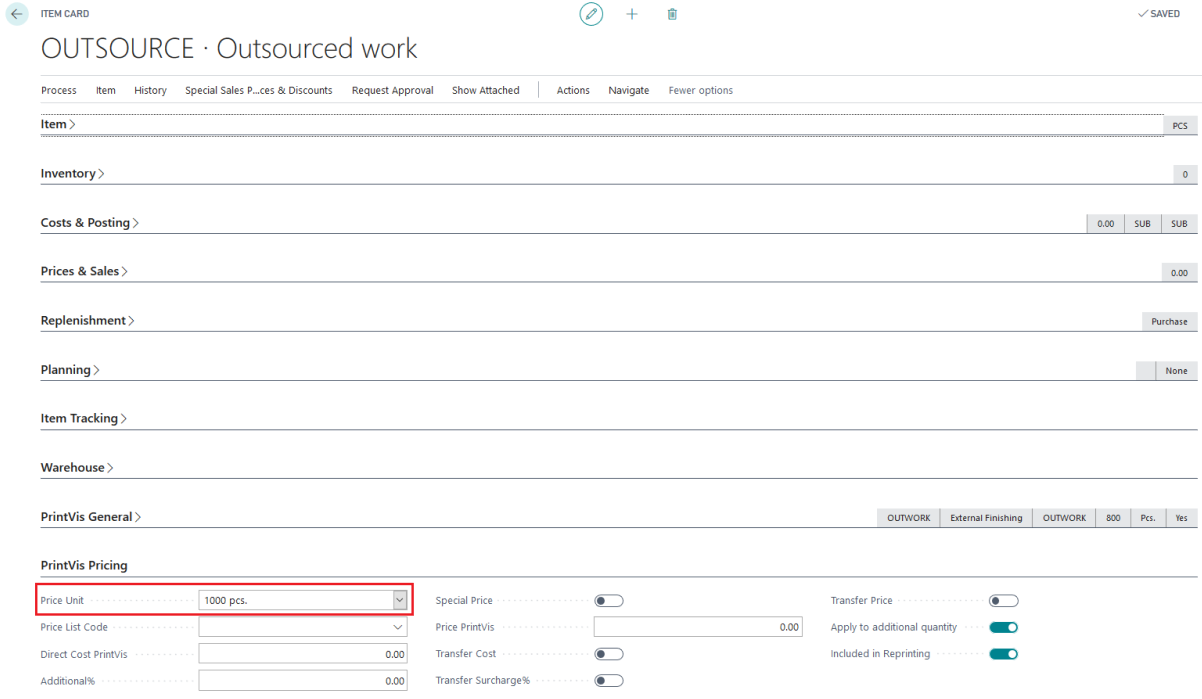 ITEM CARD
SAVED
OUTSOURCE · Outsourced work
Process Item History Special Sales P...ces & Discounts Request Approval Show Attached Actions Navigate Fewer options
Item PCS
Inventory 0
Costs & Posting 0.00 SUB SUB
Prices & Sales 0.00
Replenishment Purchase
Planning None
Item Tracking
Warehouse
PrintVis General OUTWORK External Finishing OUTWORK 800 Pcs. Yes
PrintVis Pricing
Price Unit 1000 pcs. Special Price Transfer Price
Price List Code Price PrintVis 0.00 Apply to additional quantity
Direct Cost PrintVis 0.00 Transfer Cost Included in Reprinting
Additional% 0.00 Transfer Surcharge%